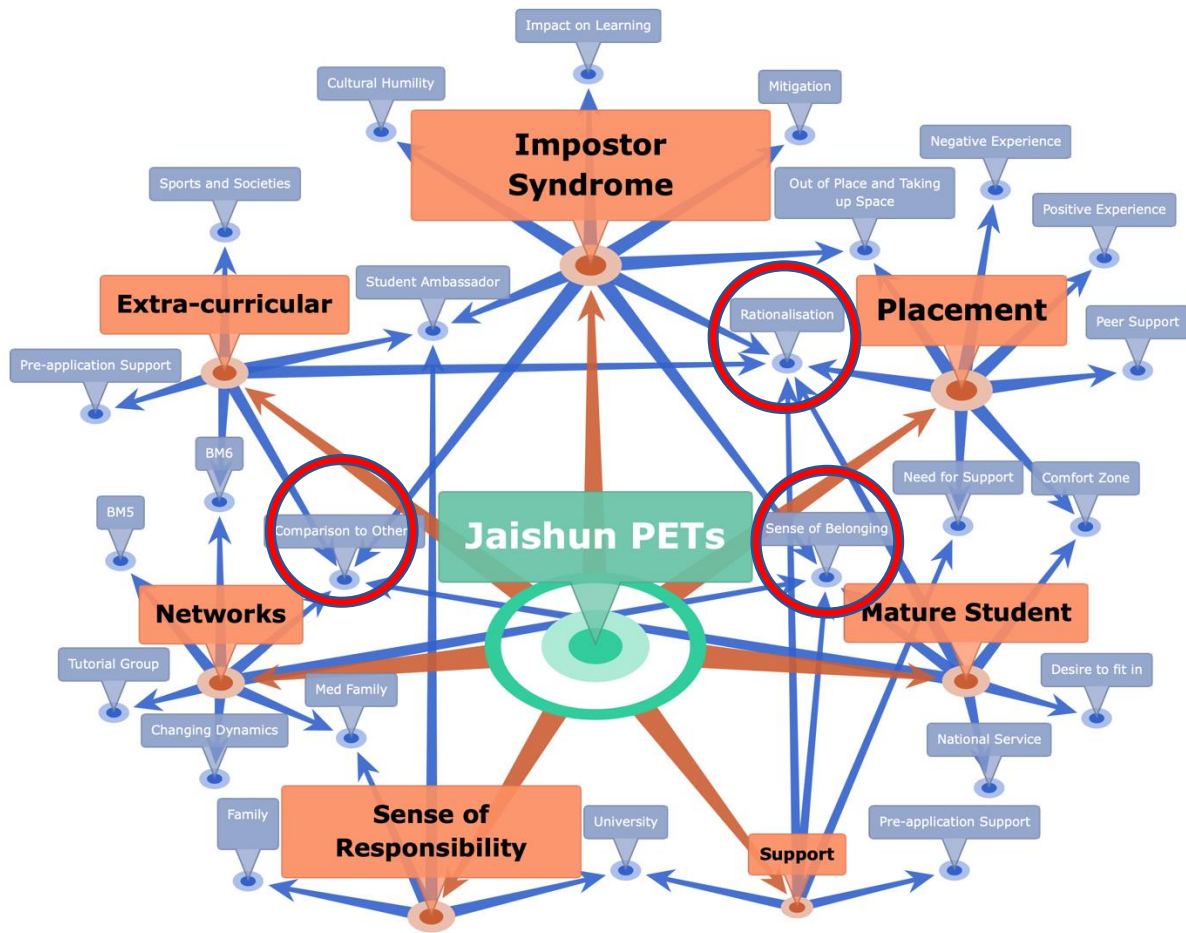 Impact on Learning
Cultural Humility
Mitigation
Impostor
Syndrome
Negative Experience
Sports and Societies
Out of Place and Taking
up Space
Positive Experience
Extra-curricular
Student Ambassador
Rationalisation
Placement
Peer Support
Pre-application Support
BM6
Need for Support
Comfort Zone
BM5
Comparison to Other
Jaishun PETs
Sense of Belonging
Networks
Mature Student
Tutorial Group
Med Family
Desire to fit in
Changing Dynamics
National Service
Family
Sense of
Responsibility
University
Support
Pre-application Support